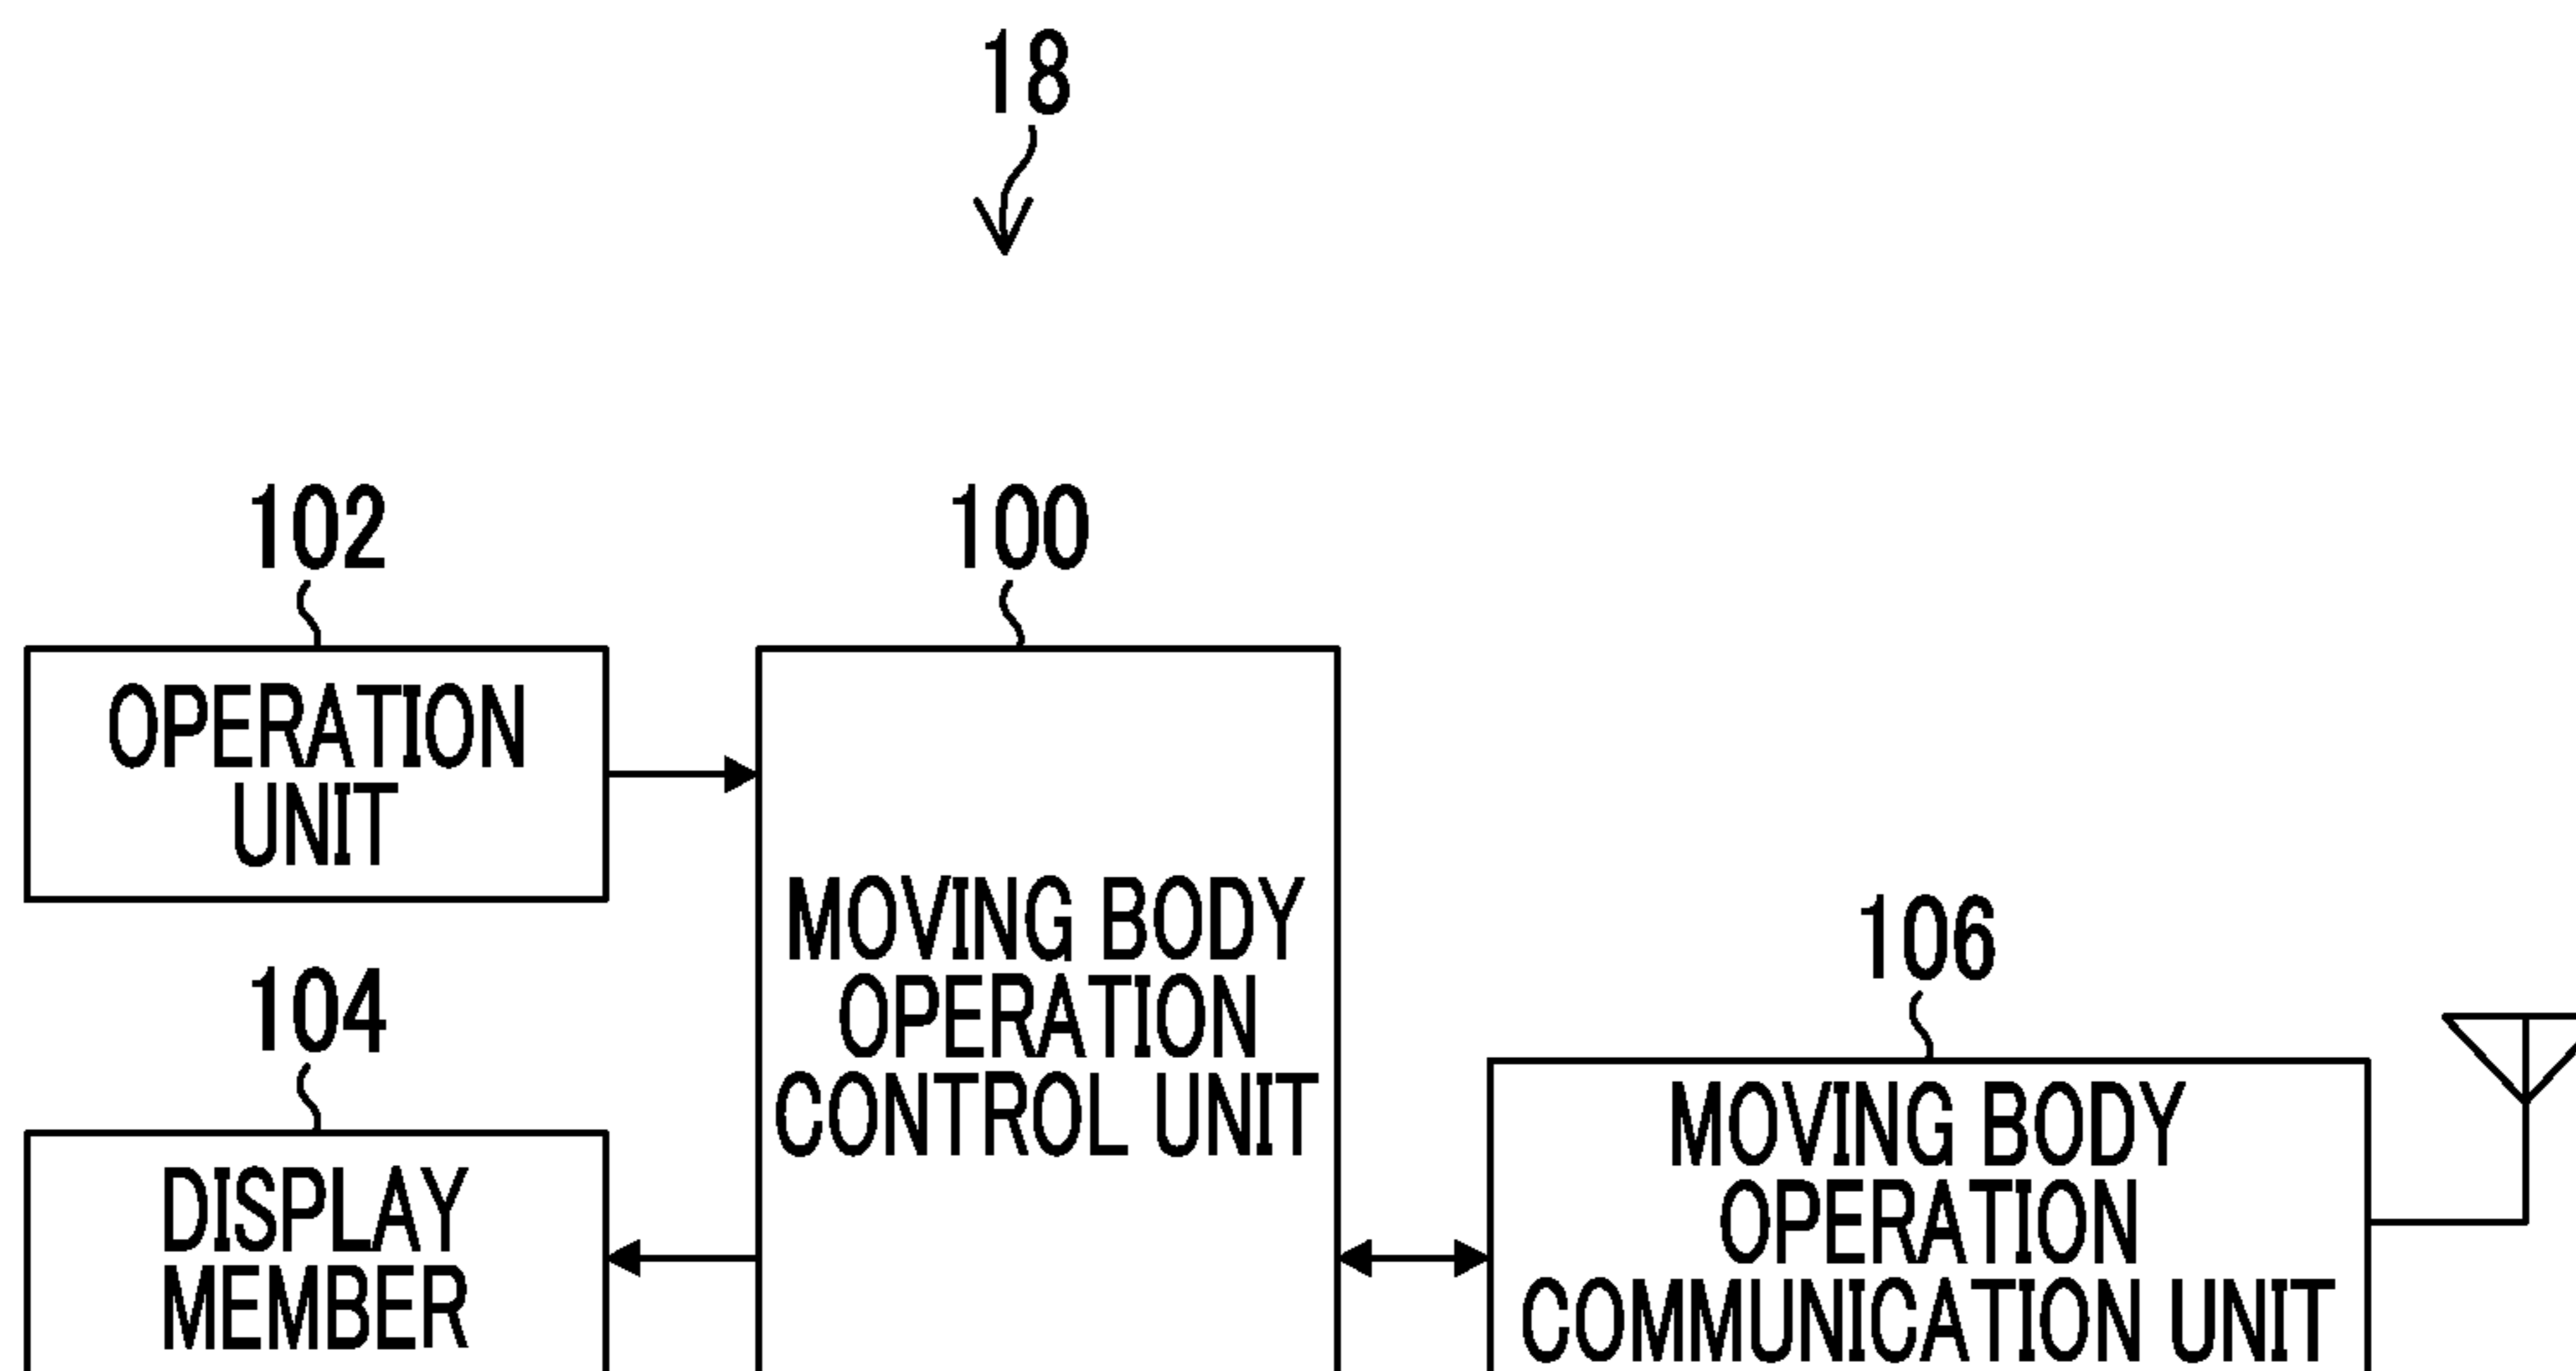 18
102
OPERATION
UNIT
100
MOVING BODY
OPERATION
CONTROL UNIT
104
DISPLAY
MEMBER
106
MOVING BODY
OPERATION
COMMUNICATION UNIT